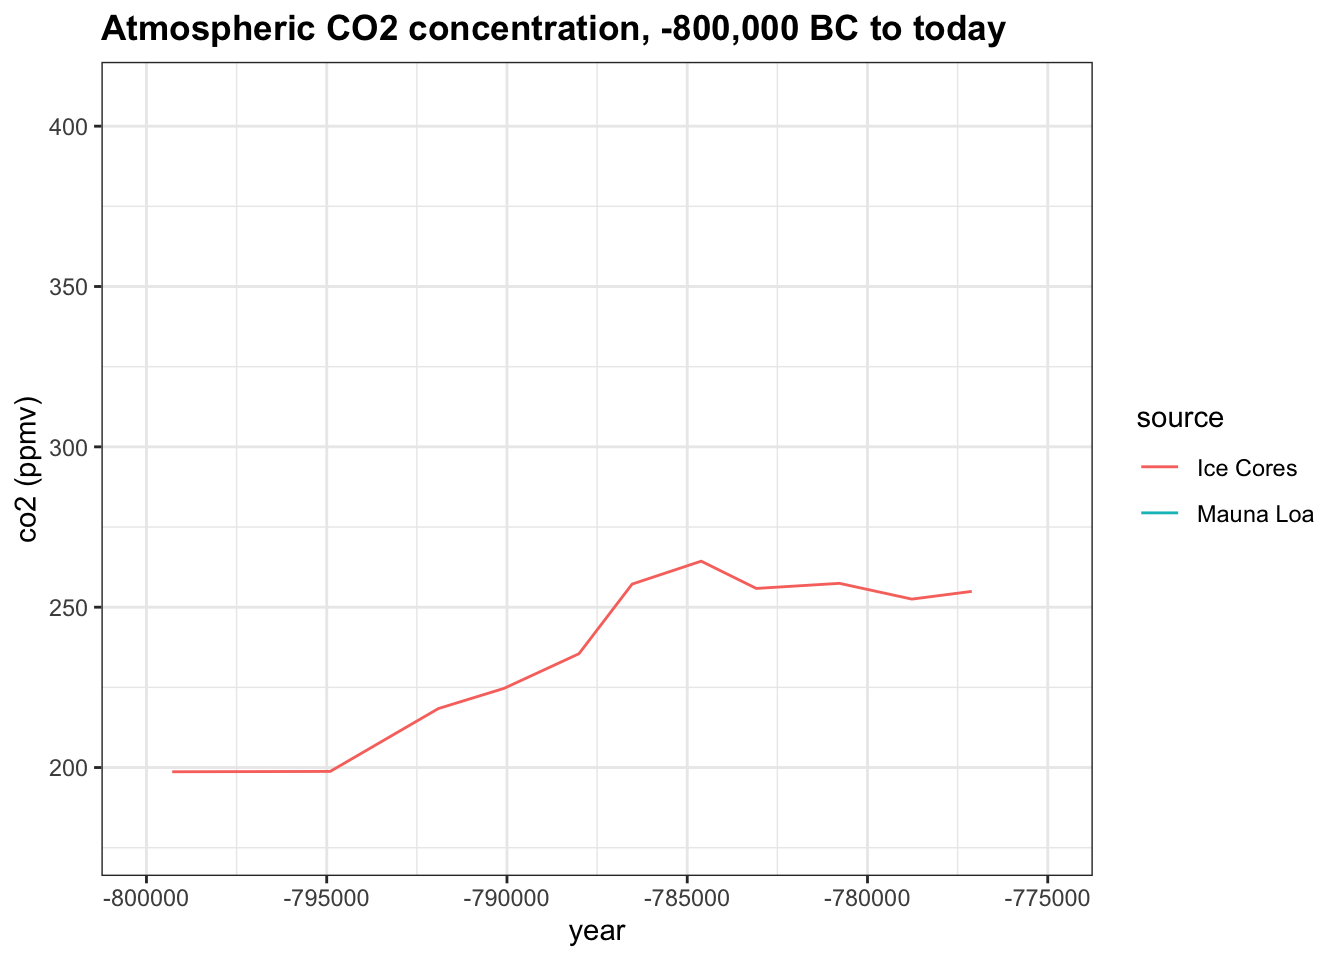 Atmospheric CO2 concentration, -800,000 BC to today
400
350
300
250
200
co2 (ppmv)
-800000
-795000
-790000
-785000
-780000
-775000
year
source
Ice Cores
Mauna Loa